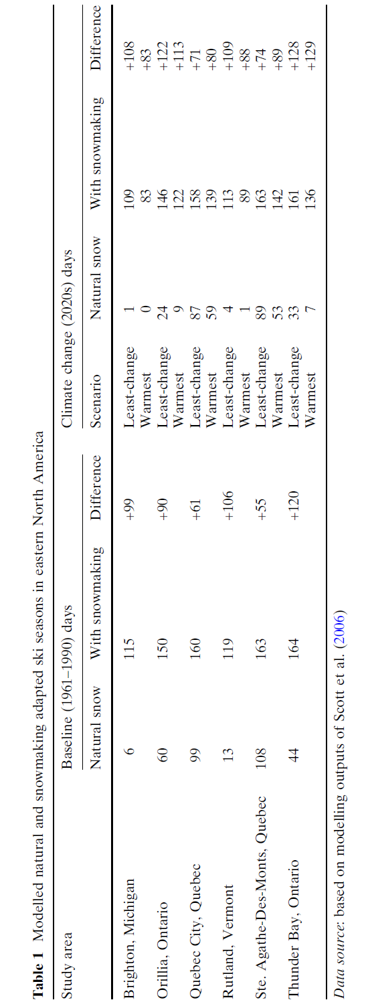 Table 1 Modelled natural and snowmaking adapted ski seasons in eastern North America
Study area Baseline (1961–1990) days Climate change (2020s) days
Natural snow With snowmaking Difference Scenario Natural snow With snowmaking Difference
Brighton, Michigan 6 115 +99 Least-change 1 109 +108
Warmest 0 83 +83
Orillia, Ontario 60 150 +90 Least-change 24 146 +122
Warmest 9 122 +113
Quebec City, Quebec 99 160 +61 Least-change 87 158 +71
Warmest 59 139 +80
Rutland, Vermont 13 119 +106 Least-change 4 113 +109
Warmest 1 89 +88
Ste. Agathe-Des-Monts, Quebec 108 163 +55 Least-change 89 163 +74
Warmest 53 142 +89
Thunder Bay, Ontario 44 164 +120 Least-change 33 161 +128
Warmest 7 136 +129
Data source: based on modelling outputs of Scott et al. (2006)